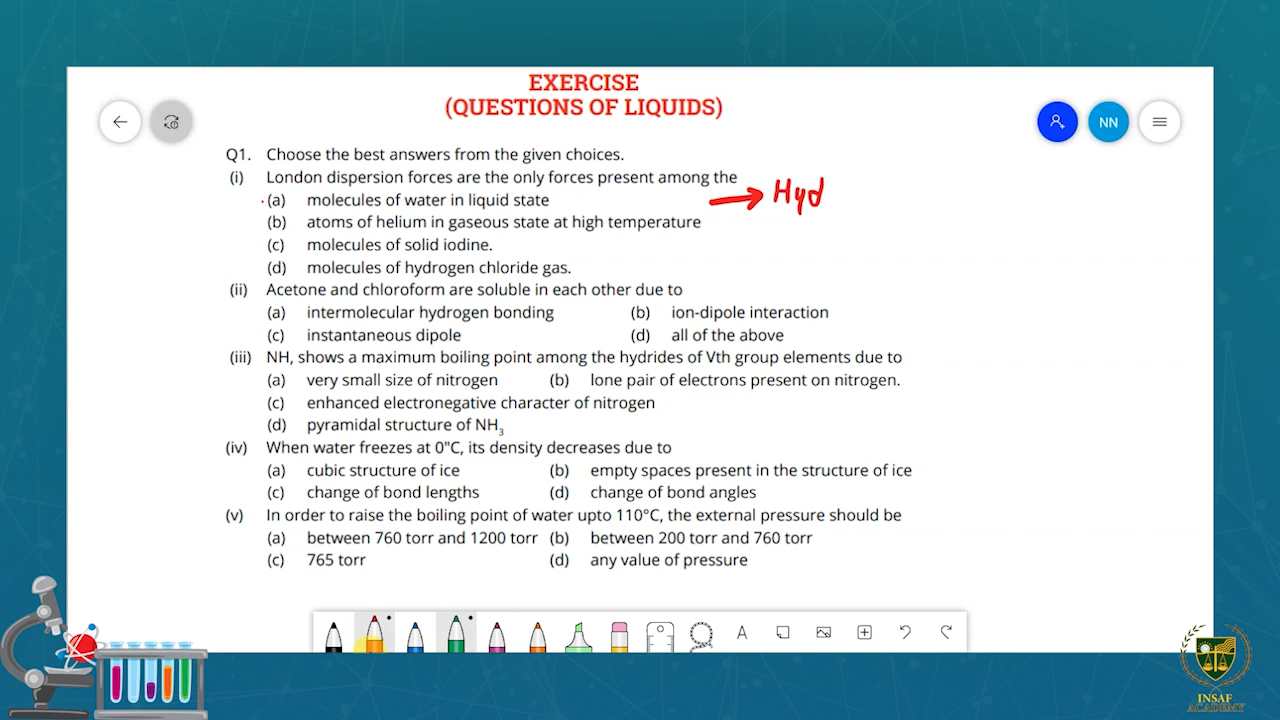 EXERCISE
(QUESTIONS OF LIQUIDS)
NN
Q1. Choose the best answers from the given choices.
(i) London dispersion forces are the only forces present among the
(a) molecules of water in liquid state
Hyd
(b) atoms of helium in gaseous state at high temperature
(c) molecules of solid iodine.
(d) molecules of hydrogen chloride gas.
(ii) Acetone and chloroform are soluble in each other due to
(a) intermolecular hydrogen bonding (b) ion-dipole interaction
(c) instantaneous dipole (d) all of the above
(iii) NH, shows a maximum boiling point among the hydrides of Vth group elements due to
(a) very small size of nitrogen (b) lone pair of electrons present on nitrogen.
(c) enhanced electronegative character of nitrogen
(d) pyramidal structure of NH₃
(iv) When water freezes at 0"C, its density decreases due to
(a) cubic structure of ice (b) empty spaces present in the structure of ice
(c) change of bond lengths (d) change of bond angles
(v) In order to raise the boiling point of water upto 110°C, the external pressure should be
(a) between 760 torr and 1200 torr (b) between 200 torr and 760 torr
(c) 765 torr (d) any value of pressure
A
INSAF
ACADEMY